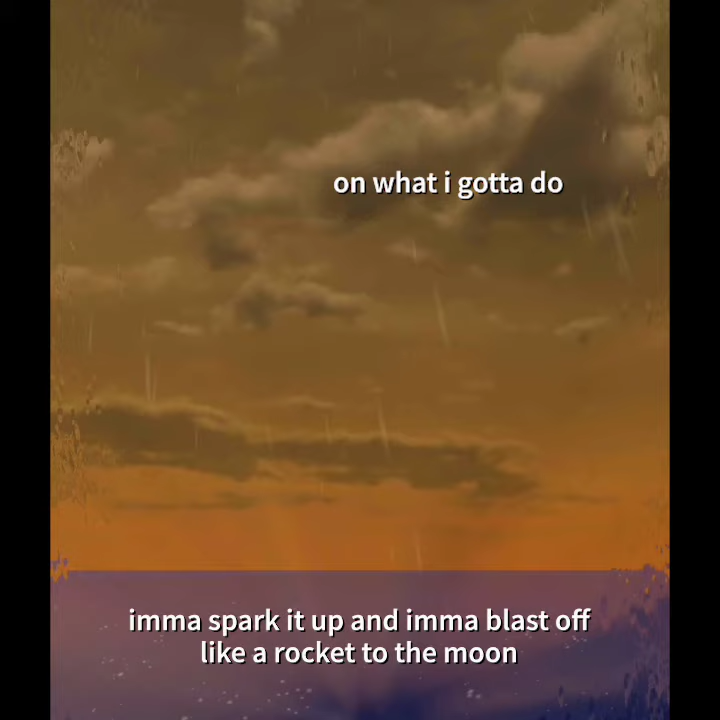 on what i gotta do
imma spark it up and imma blast off
like a rocket to the moon